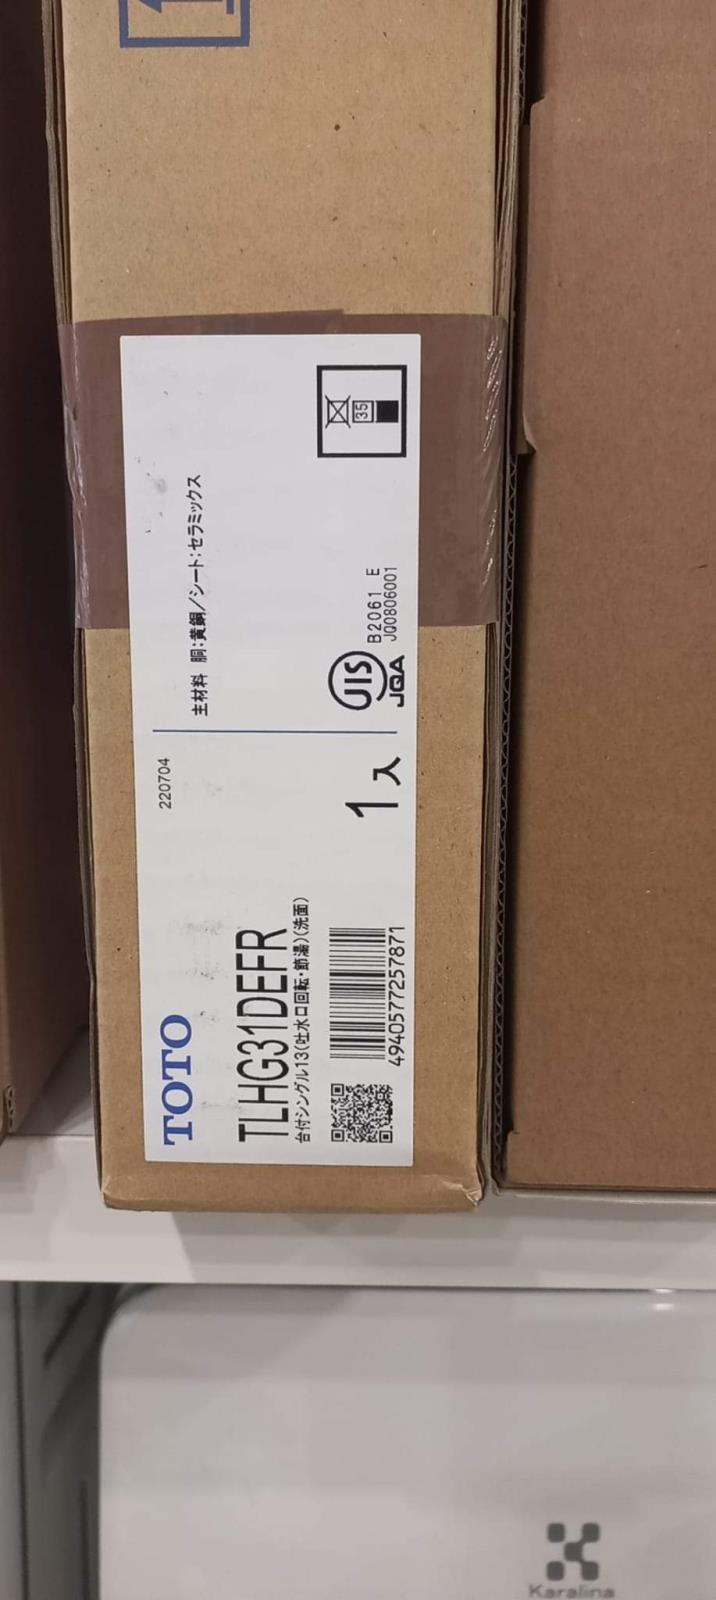 TOTO
220704
TLHG31DEFR
台付シングル13(吐水口回転・節湯)(洗面)
4940577257871
1入
主材料 胴:黄銅/シート:セラミックス
JIS
JQA
B2061 E
JQ0806001
35
Karalina